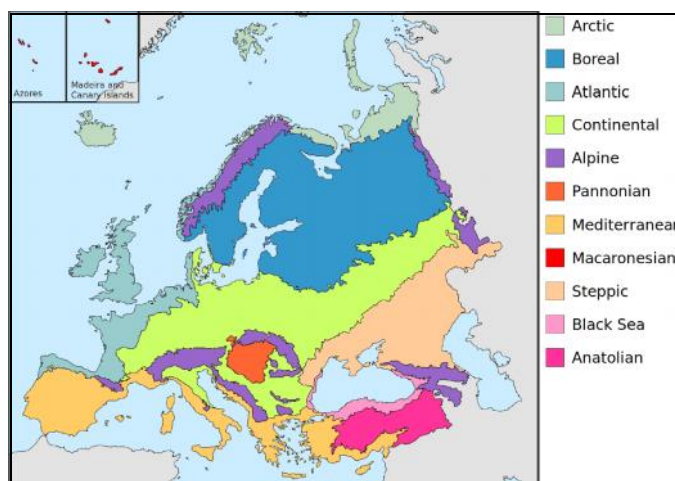 Azores
Madeira and
Canary Islands
Arctic
Boreal
Atlantic
Continental
Alpine
Pannonian
Mediterranean
Macaronesian
Steppic
Black Sea
Anatolian